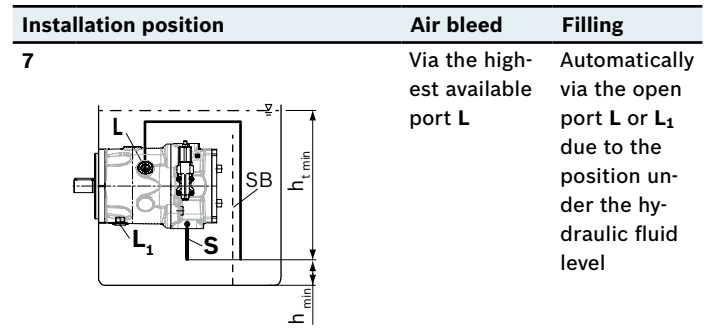 Installation position Air bleed Filling
7
Via the high-
est available
port L
Automatically
via the open
port L or L₁
due to the
position un-
der the hy-
draulic fluid
level
L
SB
h t min
L₁
S
h min